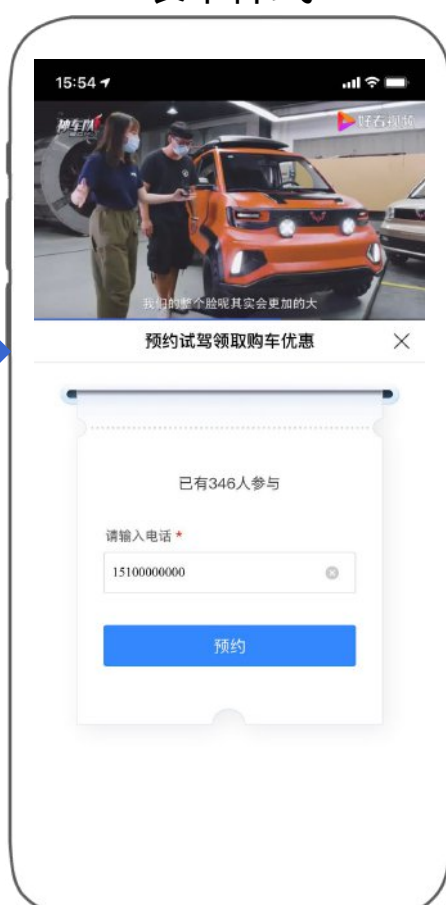 15:54
神车队
好看视频
我们的整个脸呢其实会更加的大
预约试驾领取购车优惠
已有346人参与
请输入电话 *
15100000000
预约